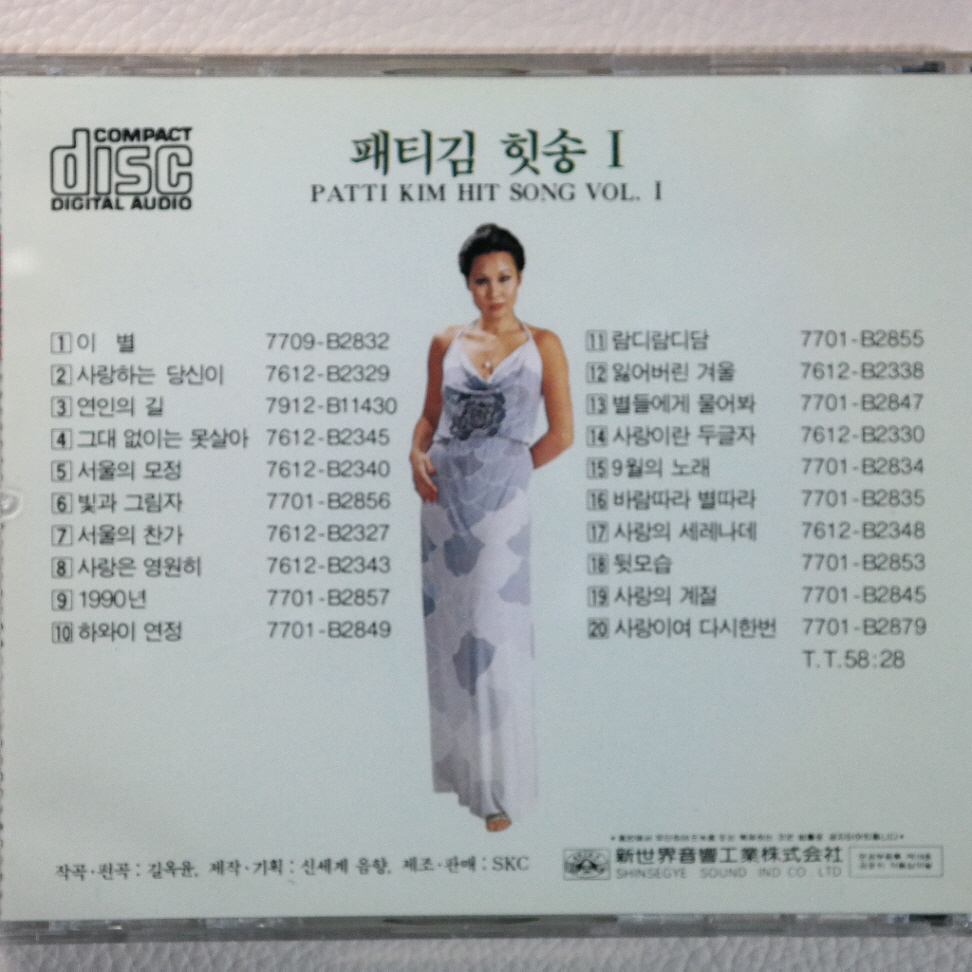 COMPACT
disc
DIGITAL AUDIO
패티김 힛송 I
PATTI KIM HIT SONG VOL. I
1 이 별 7709-B2832
2 사랑하는 당신이 7612-B2329
3 연인의 길 7912-B11430
4 그대 없이는 못살아 7612-B2345
5 서울의 모정 7612-B2340
6 빛과 그림자 7701-B2856
7 서울의 찬가 7612-B2327
8 사랑은 영원히 7612-B2343
9 1990년 7701-B2857
10 하와이 연정 7701-B2849
11 람디람디담 7701-B2855
12 잃어버린 겨울 7612-B2338
13 별들에게 물어봐 7701-B2847
14 사랑이란 두글자 7612-B2330
15 9월의 노래 7701-B2834
16 바람따라 별따라 7701-B2835
17 사랑의 세레나데 7612-B2348
18 뒷모습 7701-B2853
19 사랑의 계절 7701-B2845
20 사랑이여 다시한번 7701-B2879
T.T.58:28
작곡·편곡:길옥윤, 제작·기획:신세계 음향, 제조·판매:SKC
新世界音響工業株式会社
SHINSEGYE SOUND IND CO LTD